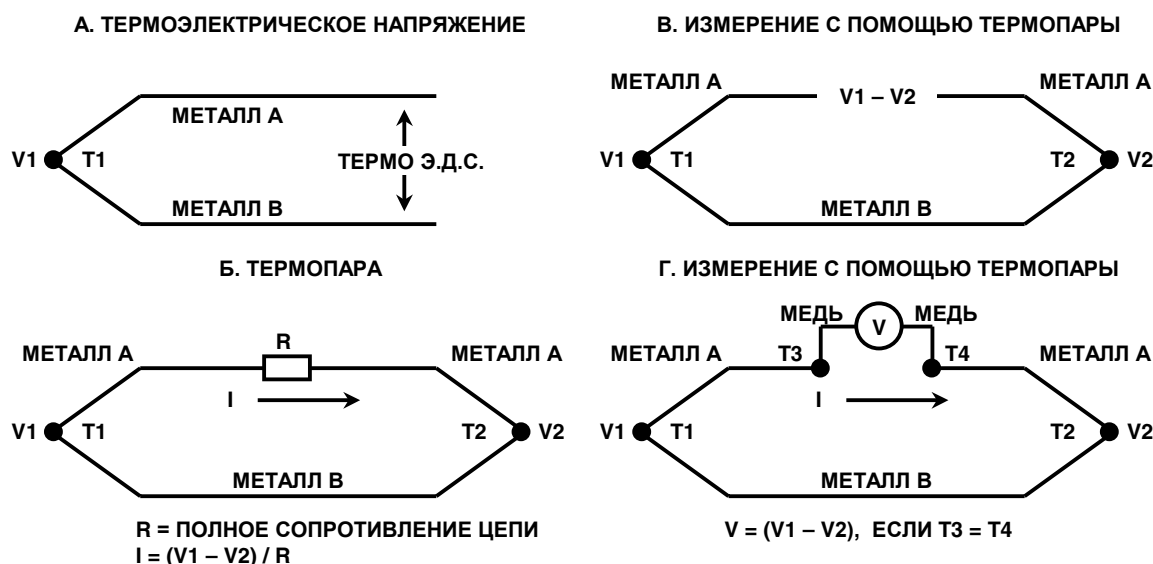 А. ТЕРМОЭЛЕКТРИЧЕСКОЕ НАПРЯЖЕНИЕ
МЕТАЛЛ А
V1
T1
ТЕРМО Э.Д.С.
МЕТАЛЛ В
В. ИЗМЕРЕНИЕ С ПОМОЩЬЮ ТЕРМОПАРЫ
МЕТАЛЛ А
V1 – V2
МЕТАЛЛ А
V1
T1
T2
V2
МЕТАЛЛ В
Б. ТЕРМОПАРА
МЕТАЛЛ А
R
МЕТАЛЛ А
I
V1
T1
T2
V2
МЕТАЛЛ В
R = ПОЛНОЕ СОПРОТИВЛЕНИЕ ЦЕПИ
I = (V1 – V2) / R
Г. ИЗМЕРЕНИЕ С ПОМОЩЬЮ ТЕРМОПАРЫ
МЕДЬ
V
МЕДЬ
МЕТАЛЛ А
T3
T4
МЕТАЛЛ А
I
V1
T1
T2
V2
МЕТАЛЛ В
V = (V1 – V2), ЕСЛИ T3 = T4